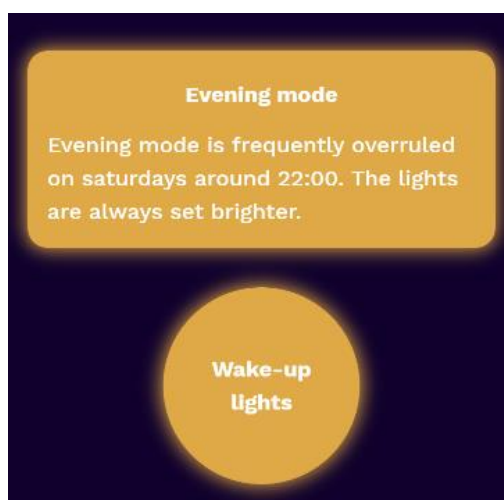 Evening mode
Evening mode is frequently overruled
on saturdays around 22:00. The lights
are always set brighter.
Wake-up
lights